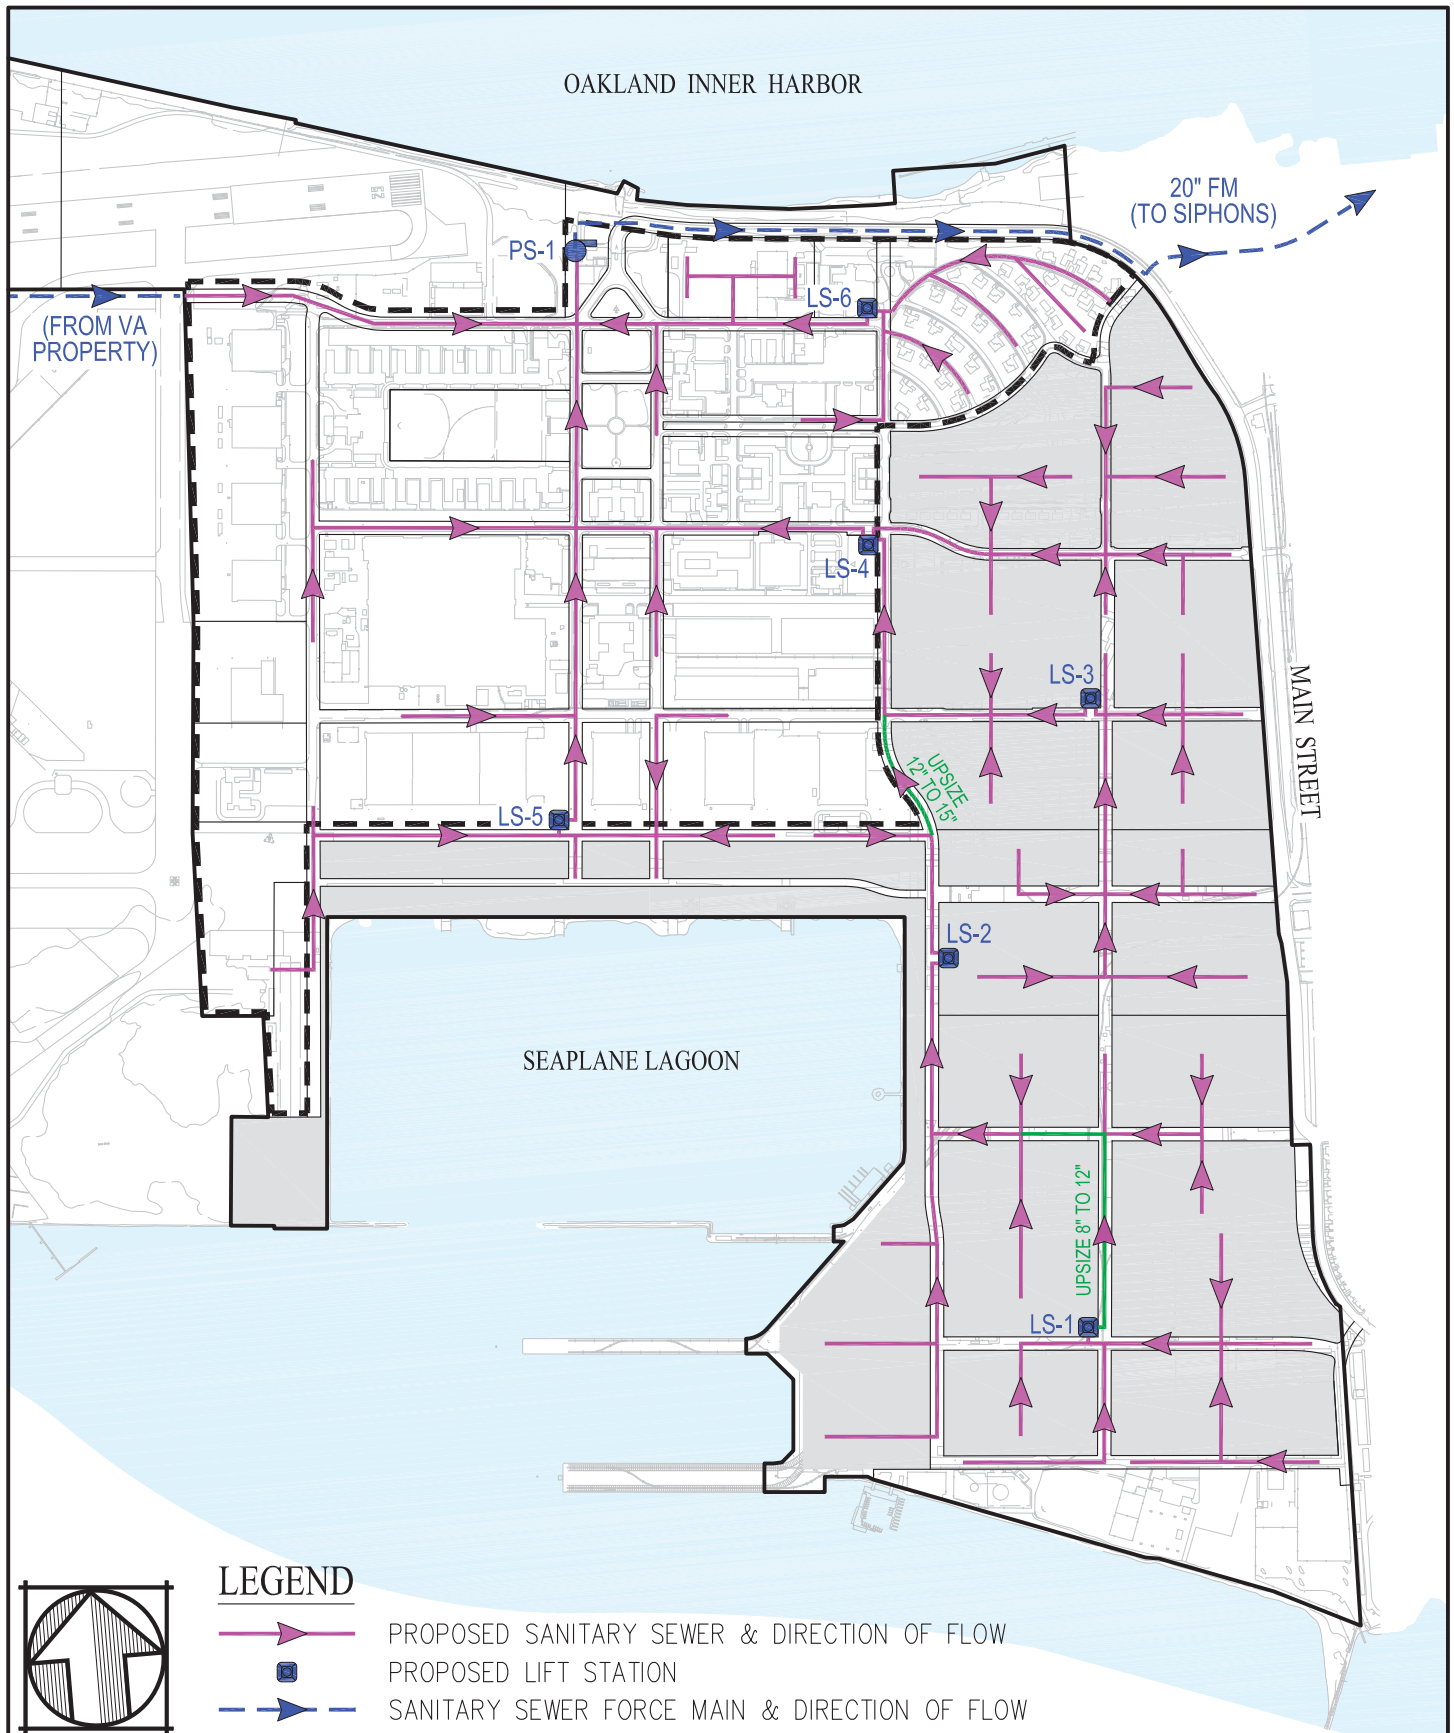 OAKLAND INNER HARBOR
20" FM
(TO SIPHONS)
PS-1
LS-6
(FROM VA
PROPERTY)
LS-4
LS-3
MAIN STREET
UPSIZE
12" TO 15"
LS-5
LS-2
SEAPLANE LAGOON
UPSIZE 8" TO 12"
LS-1
LEGEND
PROPOSED SANITARY SEWER & DIRECTION OF FLOW
PROPOSED LIFT STATION
SANITARY SEWER FORCE MAIN & DIRECTION OF FLOW